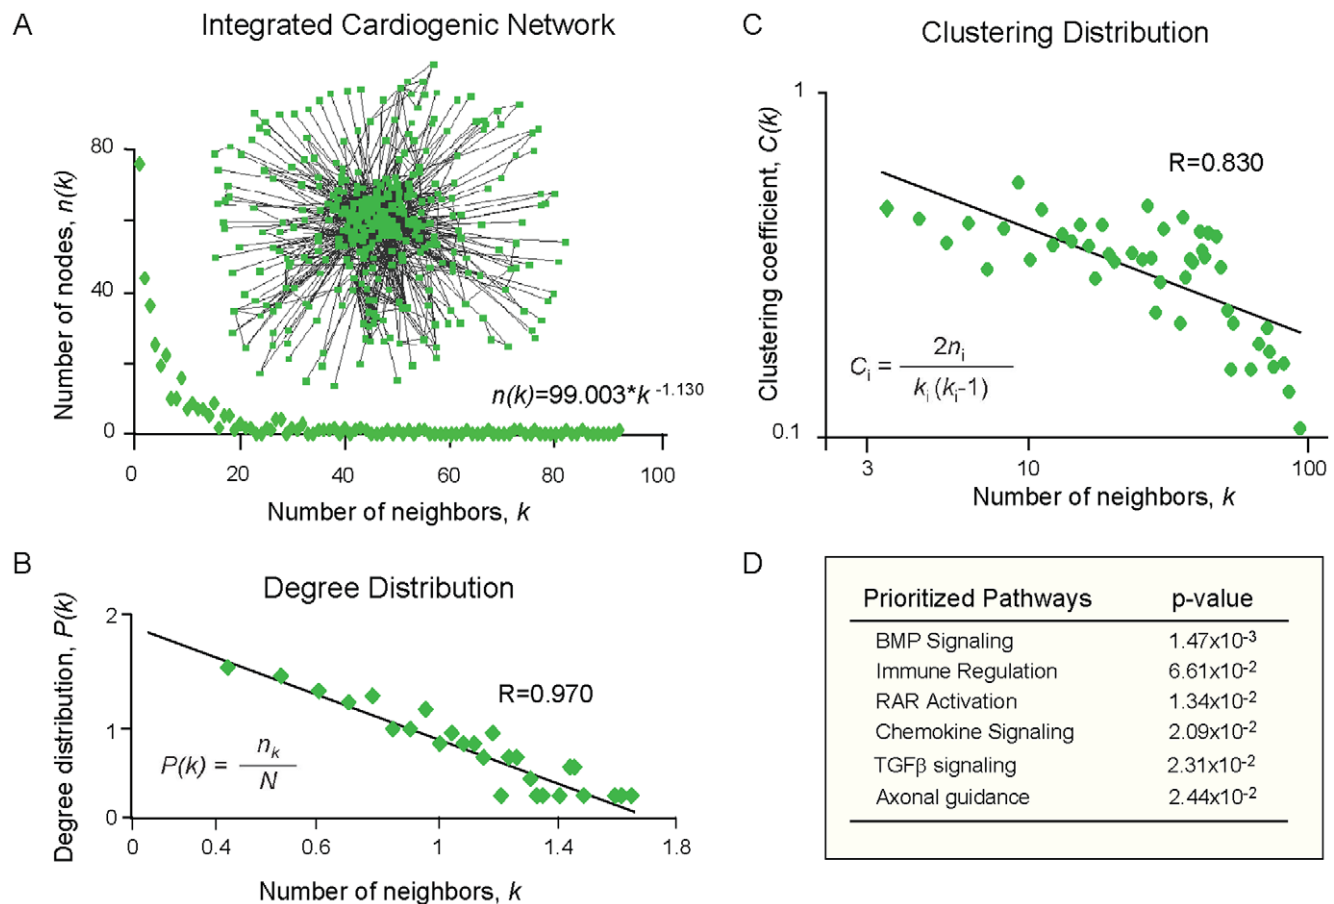 A
Integrated Cardiogenic Network
Number of nodes, n(k)
80
40
0
n(k)=99.003*k -1.130
0 20 40 60 80 100
Number of neighbors, k
B
Degree Distribution
Degree distribution, P(k)
2
1
0
R=0.970
P(k) = nk / N
0 0.4 0.6 1 1.4 1.8
Number of neighbors, k
C
Clustering Distribution
Clustering coefficient, C(k)
1
0.1
R=0.830
Ci = 2ni / ki (ki-1)
3 10 100
Number of neighbors, k
D
Prioritized Pathways p-value
BMP Signaling 1.47x10-3
Immune Regulation 6.61x10-2
RAR Activation 1.34x10-2
Chemokine Signaling 2.09x10-2
TGFβ signaling 2.31x10-2
Axonal guidance 2.44x10-2